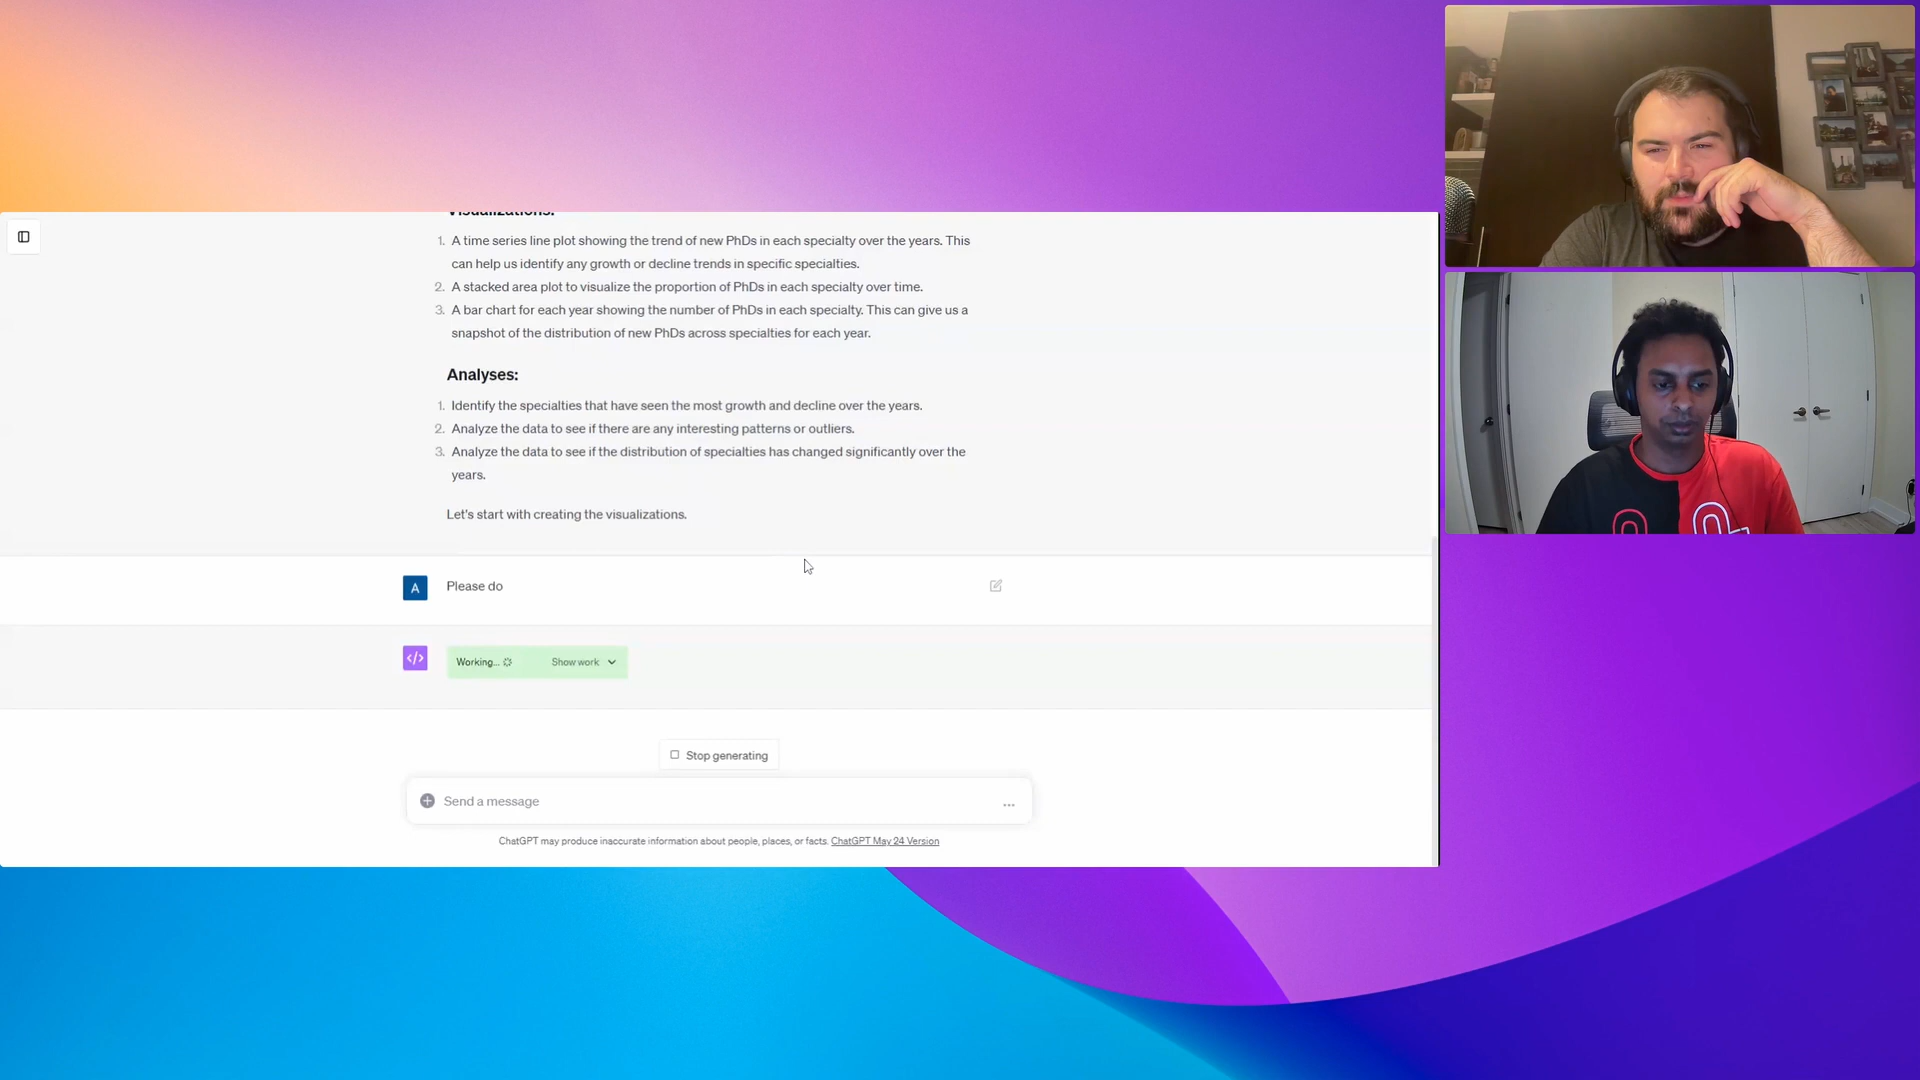 Visualizations:
1. A time series line plot showing the trend of new PhDs in each specialty over the years. This
can help us identify any growth or decline trends in specific specialties.
2. A stacked area plot to visualize the proportion of PhDs in each specialty over time.
3. A bar chart for each year showing the number of PhDs in each specialty. This can give us a
snapshot of the distribution of new PhDs across specialties for each year.
Analyses:
1. Identify the specialties that have seen the most growth and decline over the years.
2. Analyze the data to see if there are any interesting patterns or outliers.
3. Analyze the data to see if the distribution of specialties has changed significantly over the
years.
Let's start with creating the visualizations.
A Please do
</> Working... Show work
Stop generating
Send a message ...
ChatGPT may produce inaccurate information about people, places, or facts. ChatGPT May 24 Version